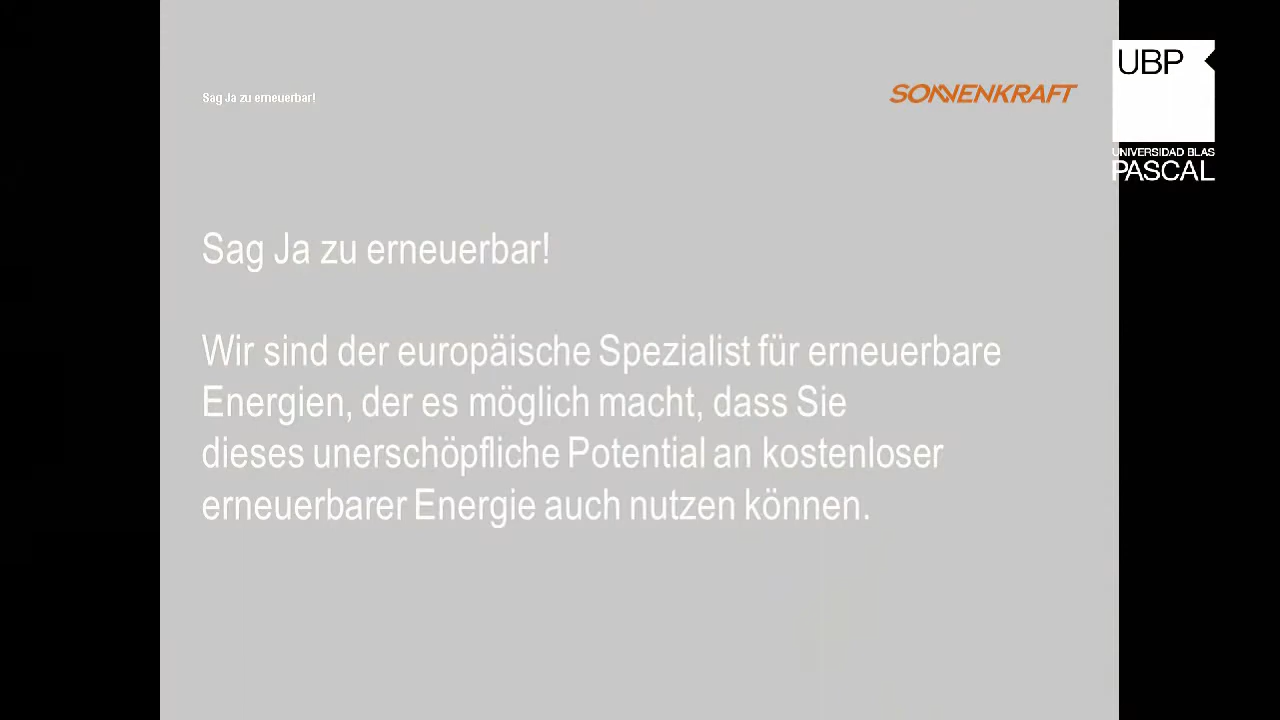 Sag Ja zu erneuerbar!
SONNENKRAFT
UBP
UNIVERSIDAD BLAS
PASCAL
Sag Ja zu erneuerbar!
Wir sind der europäische Spezialist für erneuerbare
Energien, der es möglich macht, dass Sie
dieses unerschöpfliche Potential an kostenloser
erneuerbarer Energie auch nutzen können.